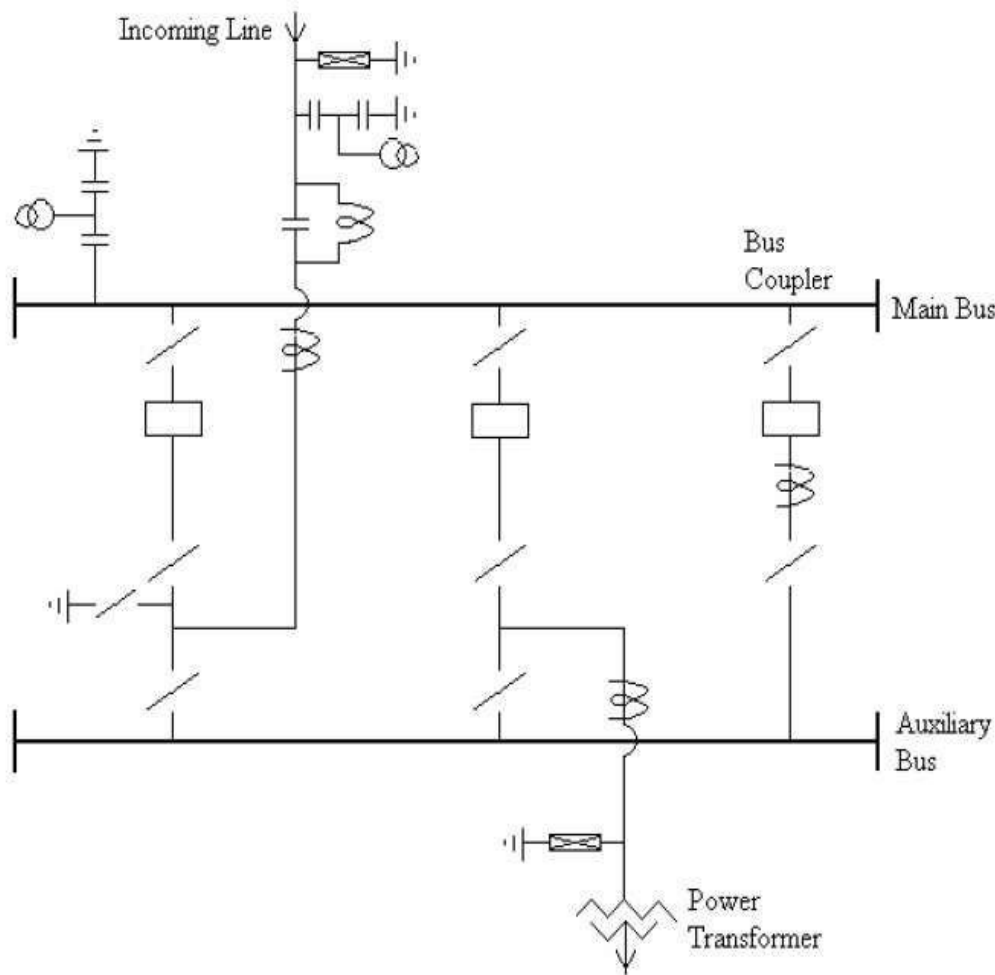 Incoming Line
Bus
Coupler
Main Bus
Auxiliary
Bus
Power
Transformer